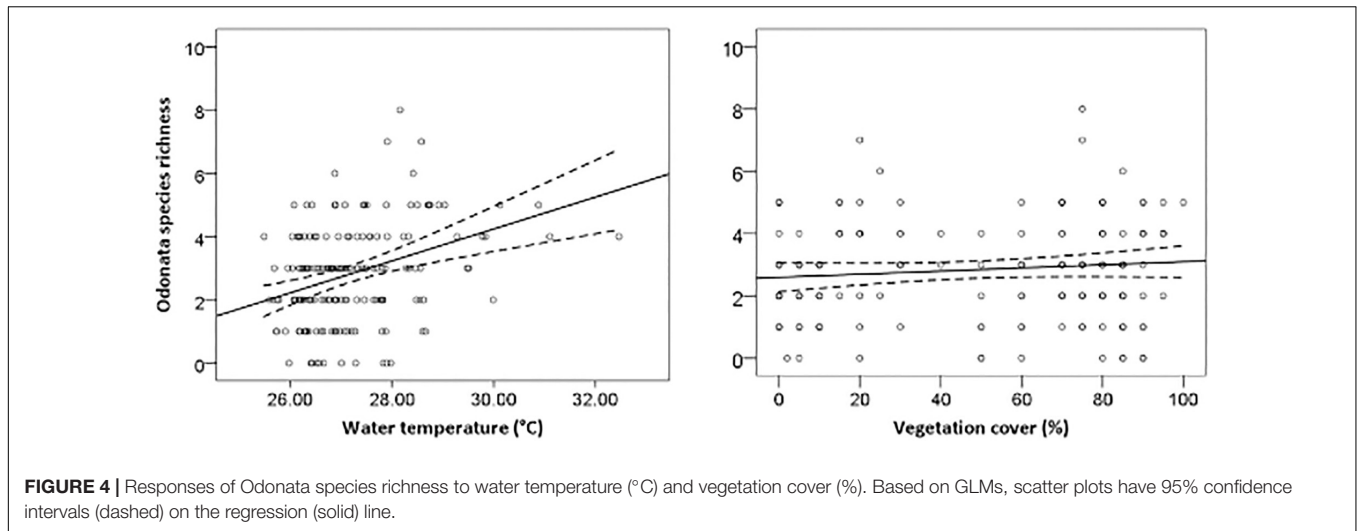 10
8
6
4
2
0
Odonata species richness
26.00 28.00 30.00 32.00
Water temperature (°C)
10
8
6
4
2
0
0 20 40 60 80 100
Vegetation cover (%)
FIGURE 4 | Responses of Odonata species richness to water temperature (°C) and vegetation cover (%). Based on GLMs, scatter plots have 95% confidence
intervals (dashed) on the regression (solid) line.